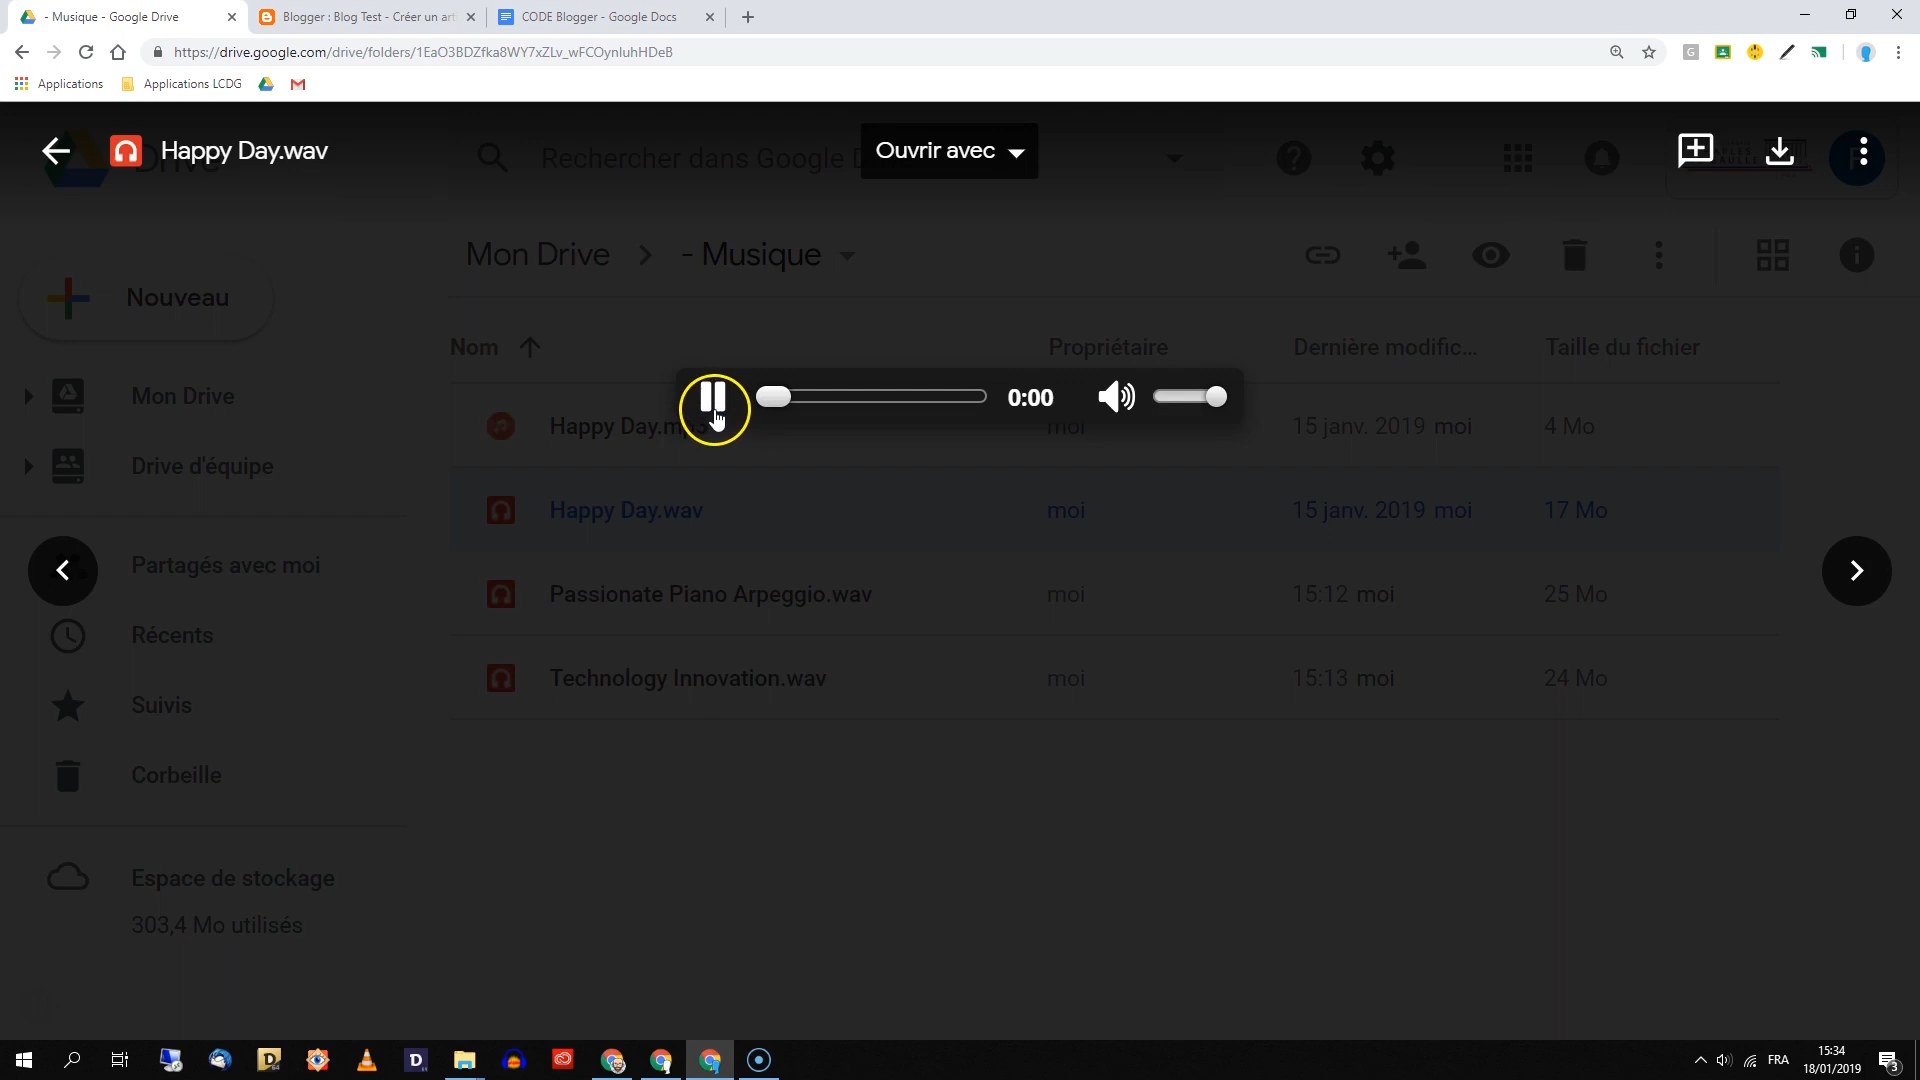 - Musique - Google Drive
Blogger : Blog Test - Créer un art
CODE Blogger - Google Docs
https://drive.google.com/drive/folders/1EaO3BDZfka8WY7xZLv_wFCOynluhHDeB
Applications
Applications LCDG
Happy Day.wav
Rechercher dans Google D
Ouvrir avec
Mon Drive
- Musique
Nouveau
Nom
Propriétaire
Dernière modific...
Taille du fichier
Mon Drive
Happy Day.mp3
moi
15 janv. 2019 moi
4 Mo
0:00
Drive d'équipe
Happy Day.wav
moi
15 janv. 2019 moi
17 Mo
Partagés avec moi
Passionate Piano Arpeggio.wav
moi
15:12 moi
25 Mo
Récents
Technology Innovation.wav
moi
15:13 moi
24 Mo
Suivis
Corbeille
Espace de stockage
303,4 Mo utilisés
FRA
15:34
18/01/2019
3